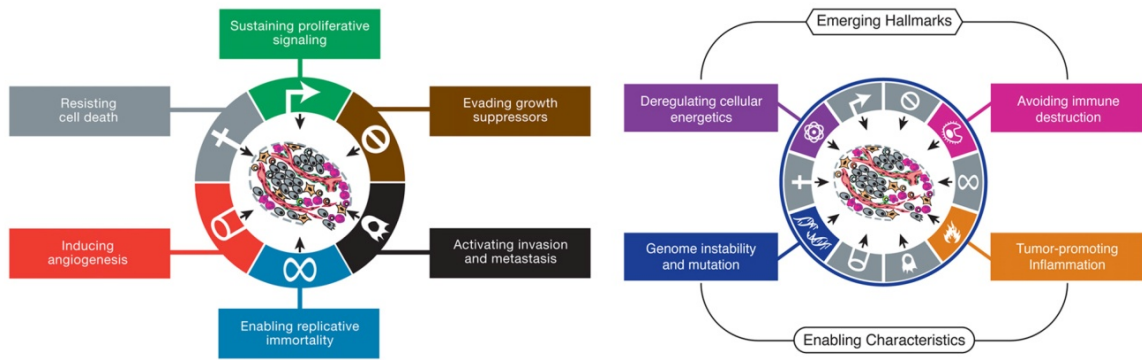 Sustaining proliferative
signaling
Resisting
cell death
Evading growth
suppressors
Inducing
angiogenesis
Activating invasion
and metastasis
Enabling replicative
immortality
Emerging Hallmarks
Deregulating cellular
energetics
Avoiding immune
destruction
Genome instability
and mutation
Tumor-promoting
Inflammation
Enabling Characteristics